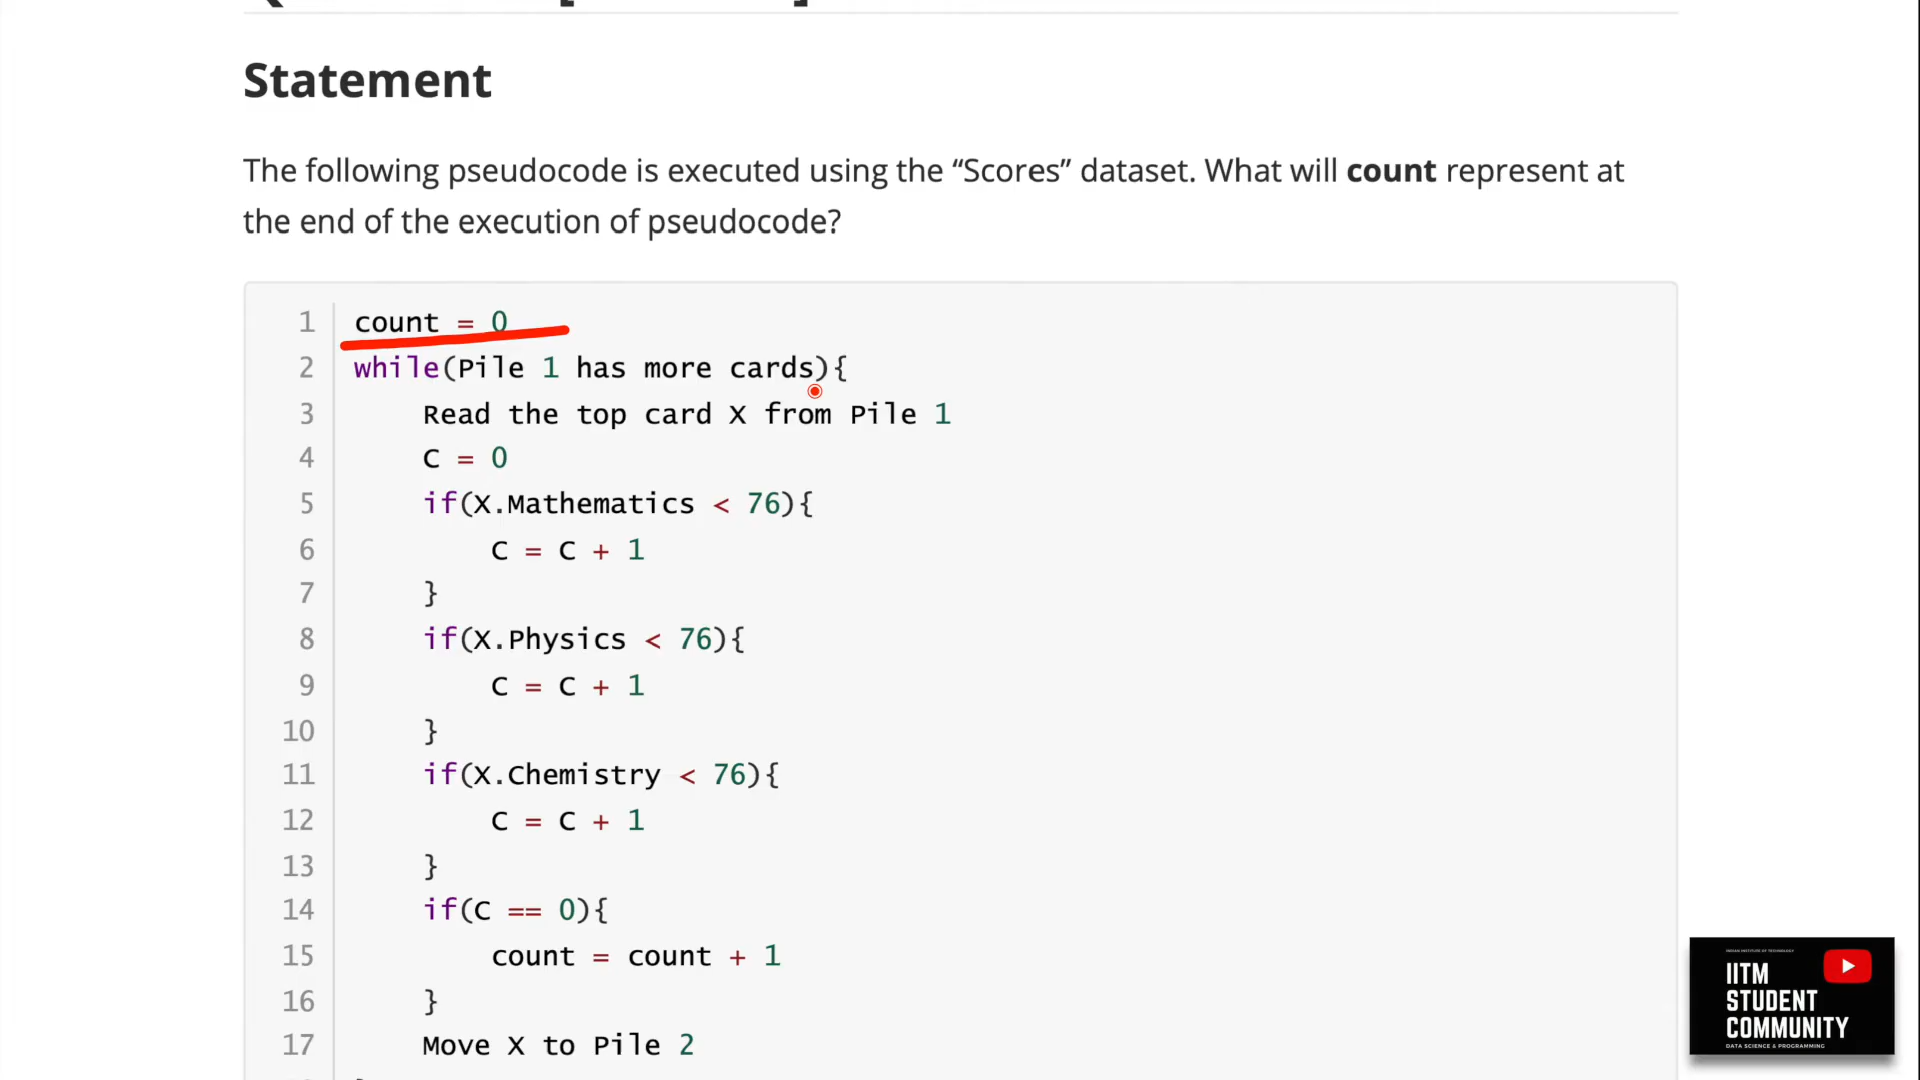 Statement
The following pseudocode is executed using the “Scores” dataset. What will count represent at
the end of the execution of pseudocode?
1 count = 0
2 while(Pile 1 has more cards){
3 Read the top card X from Pile 1
4 C = 0
5 if(X.Mathematics < 76){
6 C = C + 1
7 }
8 if(X.Physics < 76){
9 C = C + 1
10 }
11 if(X.Chemistry < 76){
12 C = C + 1
13 }
14 if(C == 0){
15 count = count + 1
16 }
17 Move X to Pile 2
INDIAN INSTITUTE OF TECHNOLOGY
IITM
STUDENT
COMMUNITY
DATA SCIENCE & PROGRAMMING